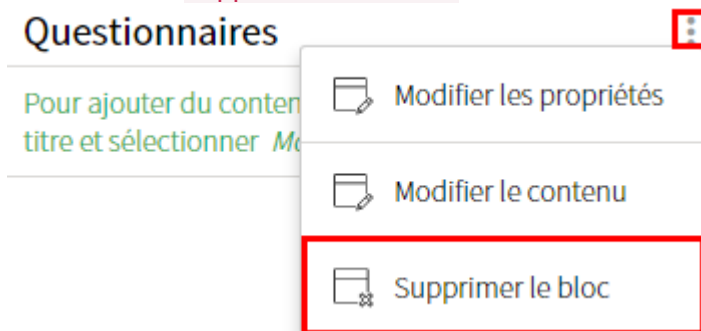 Questionnaires
Modifier les propriétés
Pour ajouter du conten
titre et sélectionner
Modifier le contenu
Supprimer le bloc